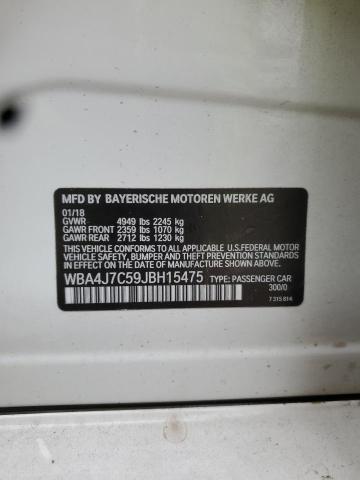 MFD BY BAYERISCHE MOTOREN WERKE AG
01/18
GVWR 4949 lbs 2245 kg
GAWR FRONT 2359 lbs 1070 kg
GAWR REAR 2712 lbs 1230 kg
THIS VEHICLE CONFORMS TO ALL APPLICABLE U.S.FEDERAL MOTOR
VEHICLE SAFETY, BUMPER, AND THEFT PREVENTION STANDARDS IN
EFFECT ON THE DATE OF MANUFACTURE SHOWN ABOVE.
WBA4J7C59JBH15475 TYPE: PASSENGER CAR
300/0
7 315 614